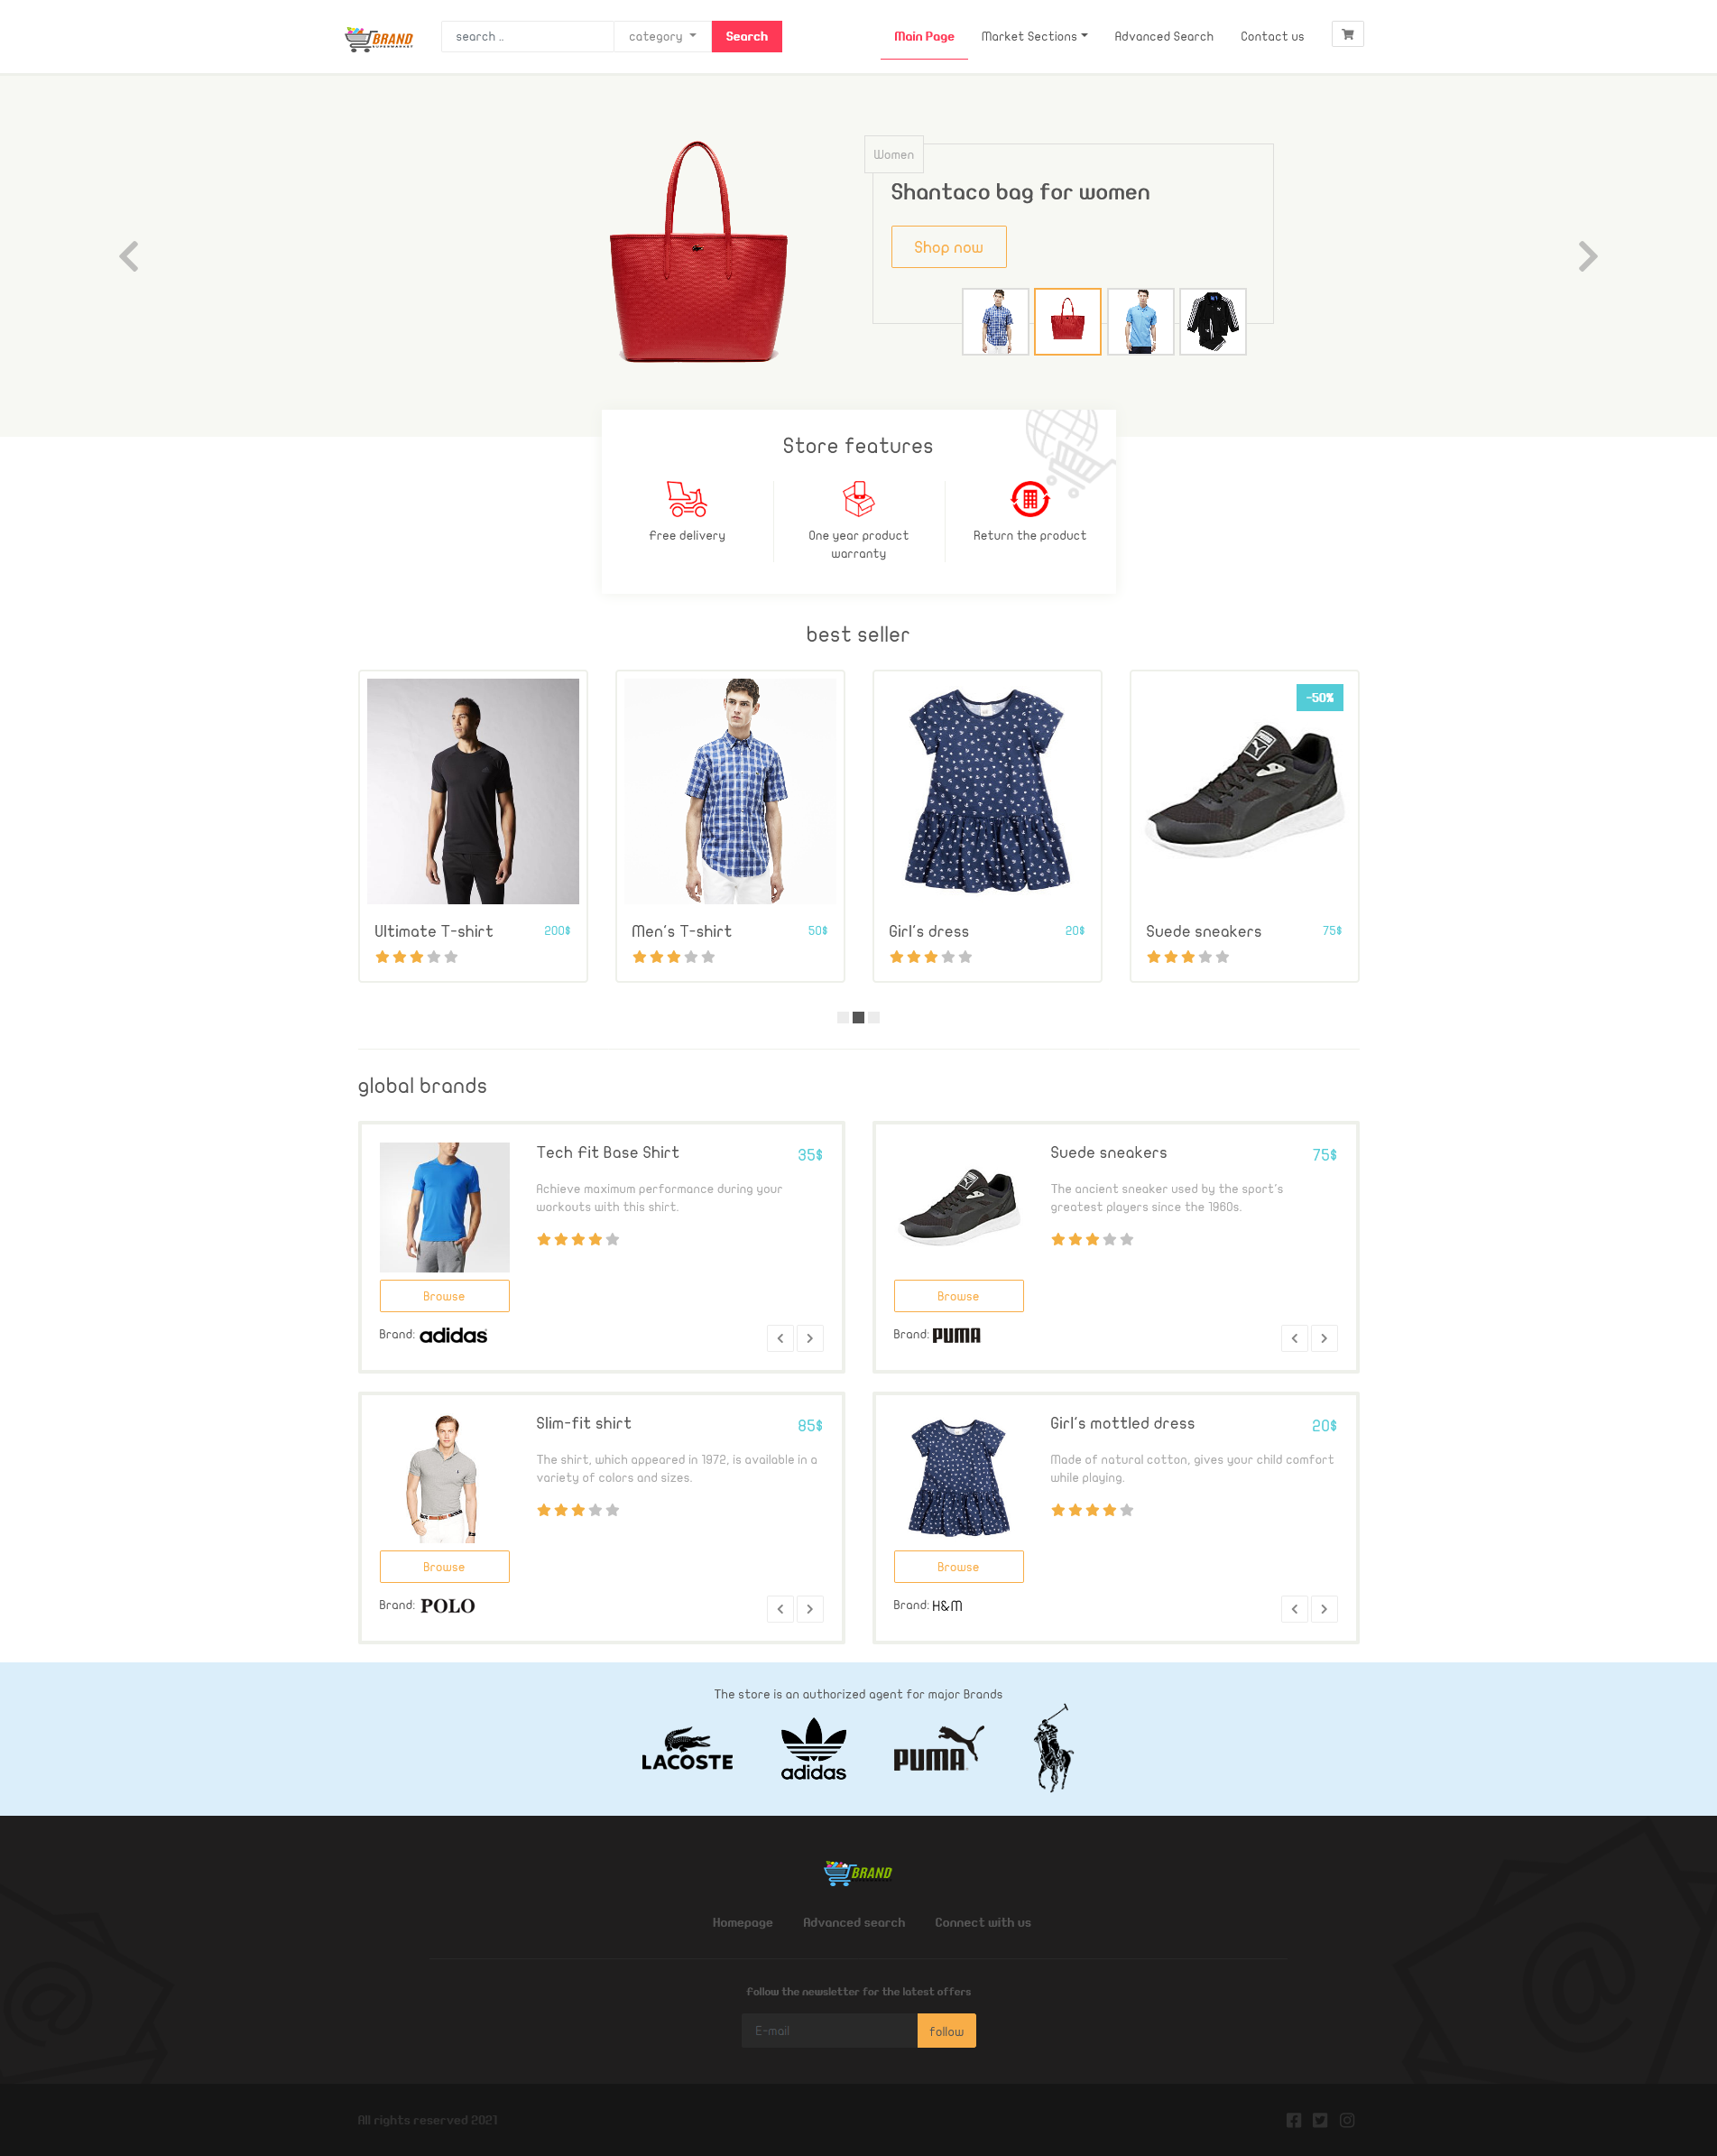 BRAND
SUPERMARKET
search ..
category
Search
Main Page
Market Sections
Advanced Search
Contact us
Women
Shantaco bag for women
Shop now
Store features
Free delivery
One year product
warranty
Return the product
best seller
-50%
Ultimate T-shirt 200$
Men's T-shirt 50$
Girl's dress 20$
Suede sneakers 75$
global brands
Tech Fit Base Shirt 35$
Achieve maximum performance during your
workouts with this shirt.
Browse
Brand: adidas
Suede sneakers 75$
The ancient sneaker used by the sport's
greatest players since the 1960s.
Browse
Brand: PUMA
Slim-fit shirt 85$
The shirt, which appeared in 1972, is available in a
variety of colors and sizes.
Browse
Brand: POLO
Girl's mottled dress 20$
Made of natural cotton, gives your child comfort
while playing.
Browse
Brand: H&M
The store is an authorized agent for major Brands
LACOSTE
adidas
PUMA
BRAND
Homepage
Advanced search
Connect with us
Follow the newsletter for the latest offers
E-mail
follow
All rights reserved 2021